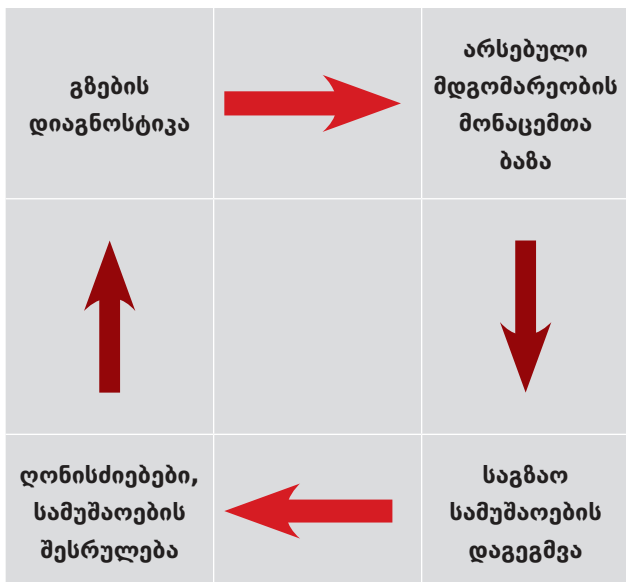 გზების
დიაგნოსტიკა
არსებული
მდგომარეობის
მონაცემთა
ბაზა
ღონისძიებები,
სამუშაოების
შესრულება
საგზაო
სამუშაოების
დაგეგმვა